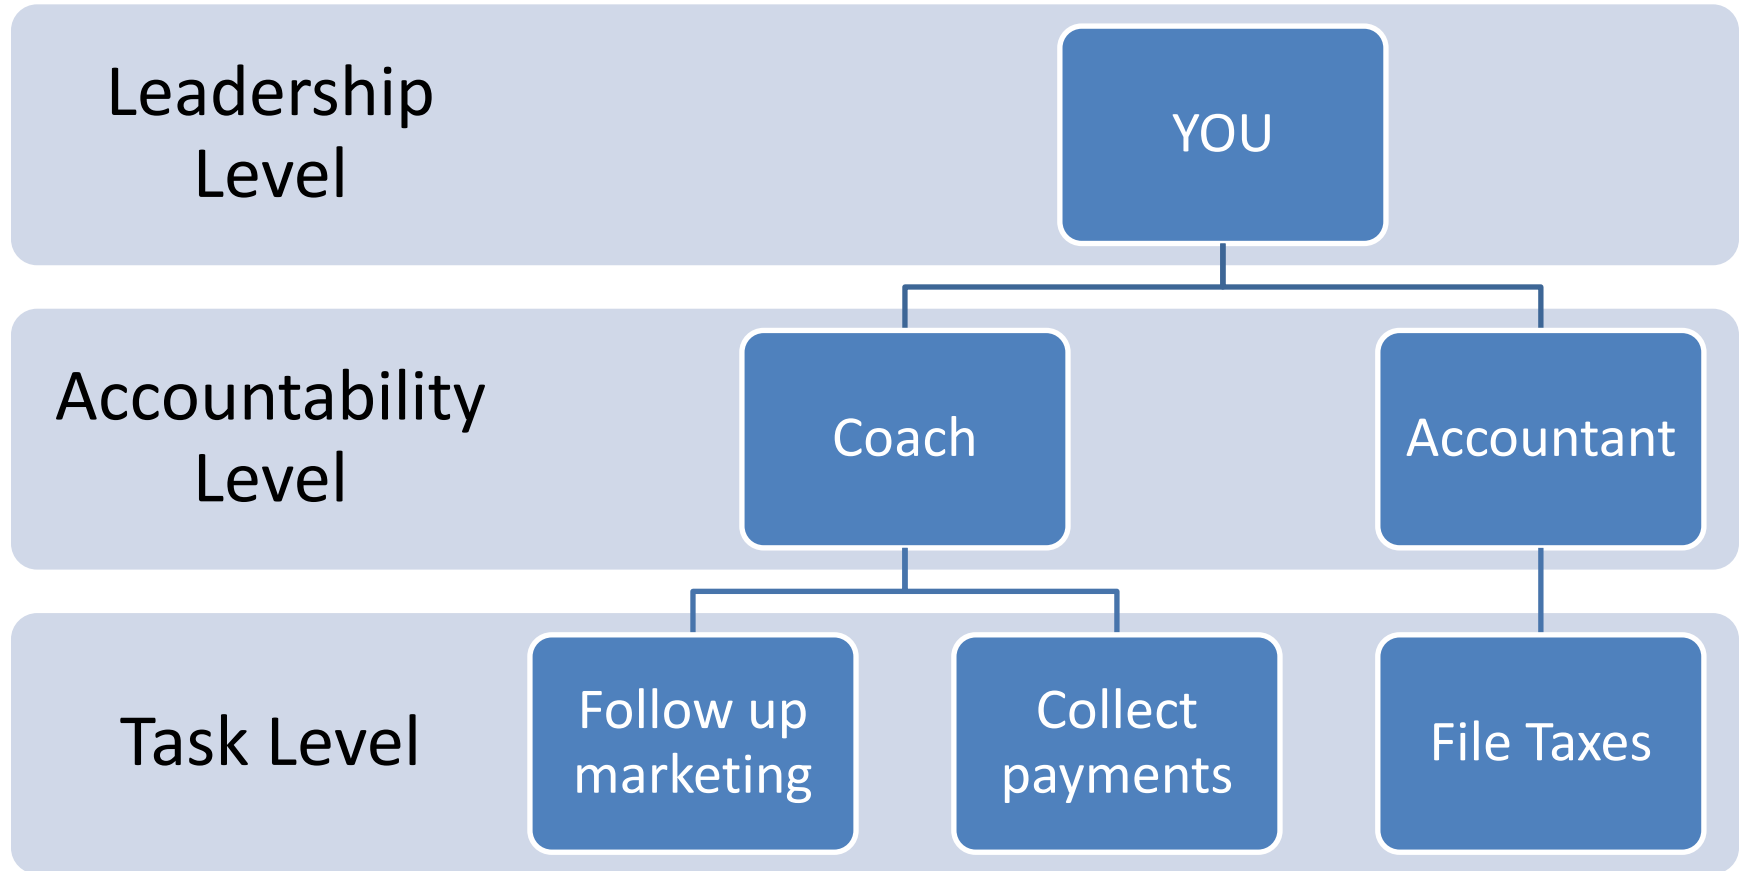 Leadership
Level
YOU
Accountability
Level
Coach
Accountant
Task Level
Follow up
marketing
Collect
payments
File Taxes